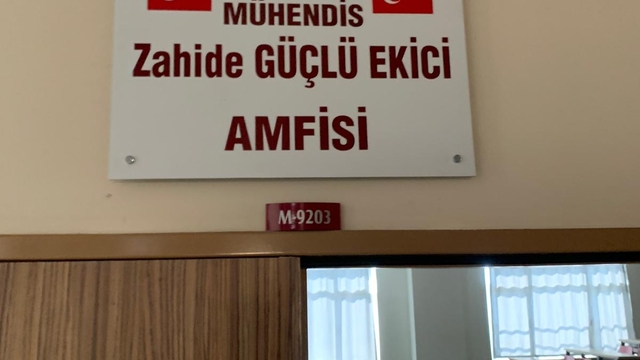 MÜHENDİS
Zahide GÜÇLÜ EKİCİ
AMFİSİ
M-9203